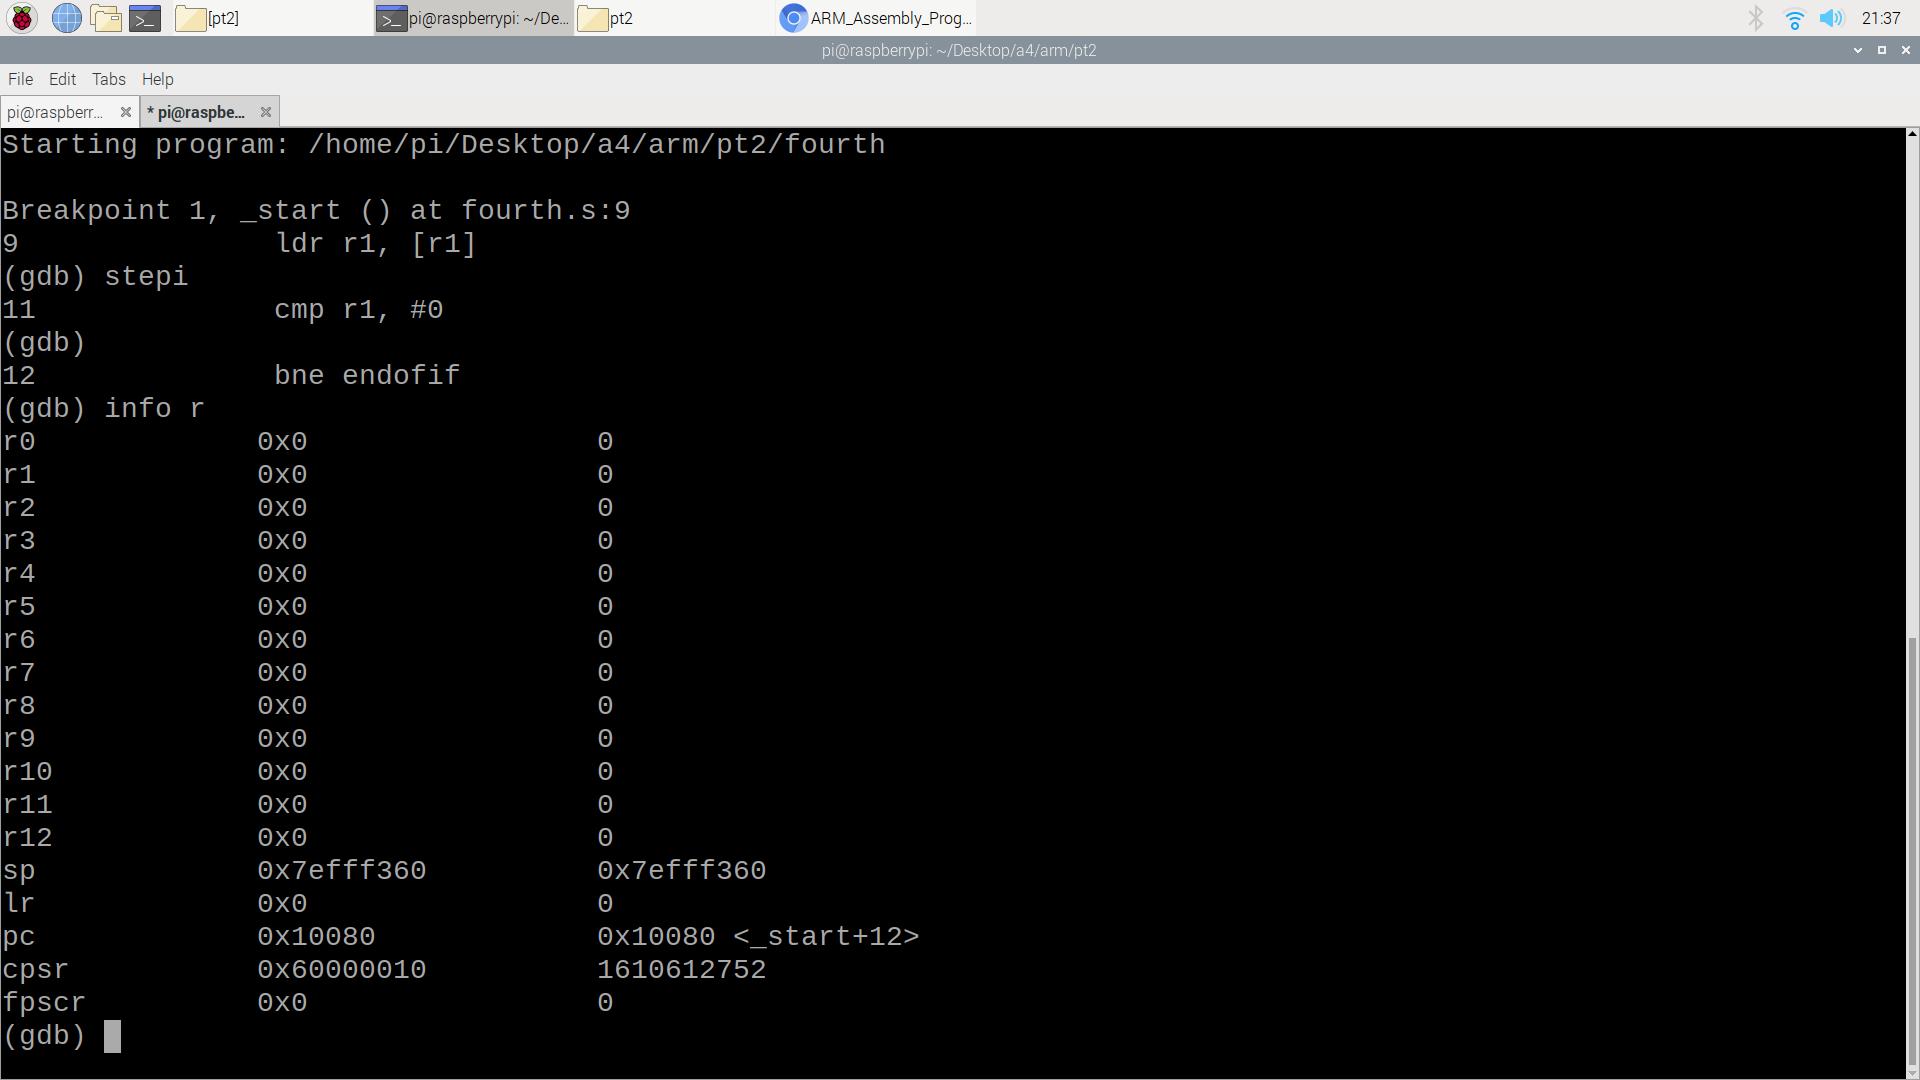 [pt2] pi@raspberrypi: ~/De... pt2 ARM_Assembly_Prog... 21:37
pi@raspberrypi: ~/Desktop/a4/arm/pt2
File Edit Tabs Help
pi@raspberr... * pi@raspbe...
Starting program: /home/pi/Desktop/a4/arm/pt2/fourth
Breakpoint 1, _start () at fourth.s:9
9 ldr r1, [r1]
(gdb) stepi
11 cmp r1, #0
(gdb)
12 bne endofif
(gdb) info r
r0 0x0 0
r1 0x0 0
r2 0x0 0
r3 0x0 0
r4 0x0 0
r5 0x0 0
r6 0x0 0
r7 0x0 0
r8 0x0 0
r9 0x0 0
r10 0x0 0
r11 0x0 0
r12 0x0 0
sp 0x7efff360 0x7efff360
lr 0x0 0
pc 0x10080 0x10080 <_start+12>
cpsr 0x60000010 1610612752
fpscr 0x0 0
(gdb)